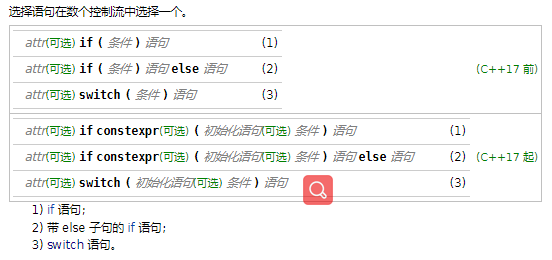 选择语句在数个控制流中选择一个。
attr(可选) if ( 条件 ) 语句 (1)
attr(可选) if ( 条件 ) 语句 else 语句 (2) (C++17 前)
attr(可选) switch ( 条件 ) 语句 (3)
attr(可选) if constexpr(可选) ( 初始化语句(可选) 条件 ) 语句 (1)
attr(可选) if constexpr(可选) ( 初始化语句(可选) 条件 ) 语句 else 语句 (2) (C++17 起)
attr(可选) switch ( 初始化语句(可选) 条件 ) 语句 (3)
1) if 语句;
2) 带 else 子句的 if 语句;
3) switch 语句。